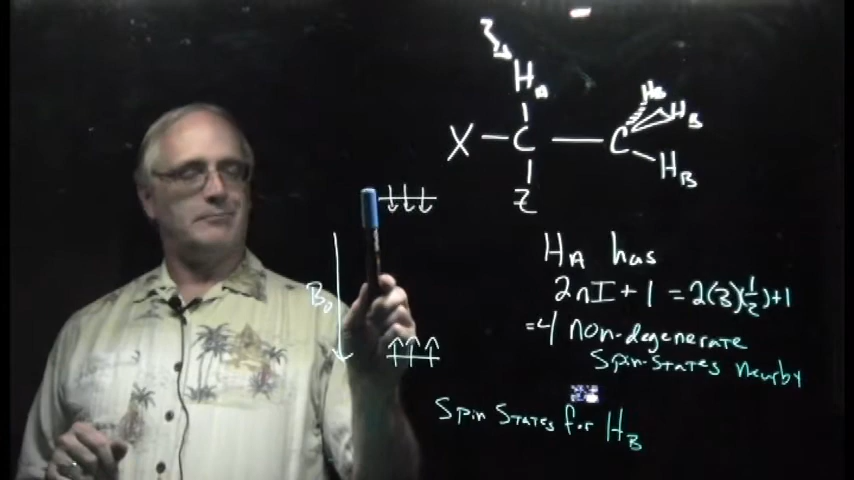 H_A
H_B
H_B
X — C — C
H_B
Z
B_0
H_A has
2nI + 1 = 2(3)(1/2)+1
=4 non-degenerate
Spin-States nearby
Spin States for H_B